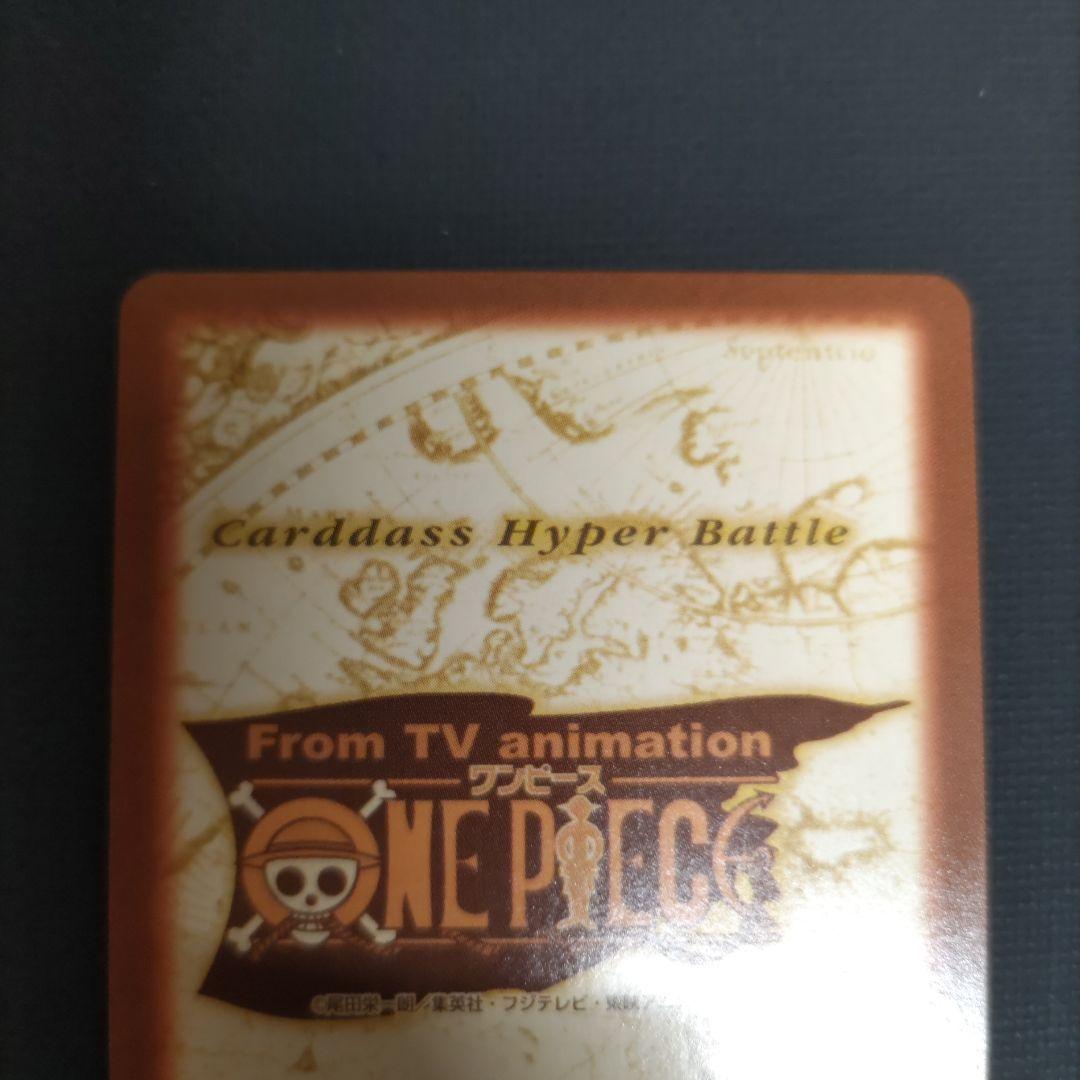 Septentrio
Carddass Hyper Battle
From TV animation
ワンピース
ONE PIECE
©尾田栄一郎／集英社・フジテレビ・東映ア